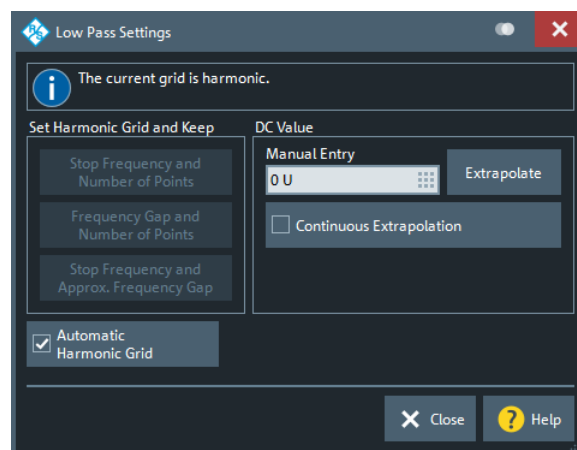 Low Pass Settings
The current grid is harmonic.
Set Harmonic Grid and Keep
Stop Frequency and
Number of Points
Frequency Gap and
Number of Points
Stop Frequency and
Approx. Frequency Gap
Automatic
Harmonic Grid
DC Value
Manual Entry
0 U
Extrapolate
Continuous Extrapolation
Close
Help